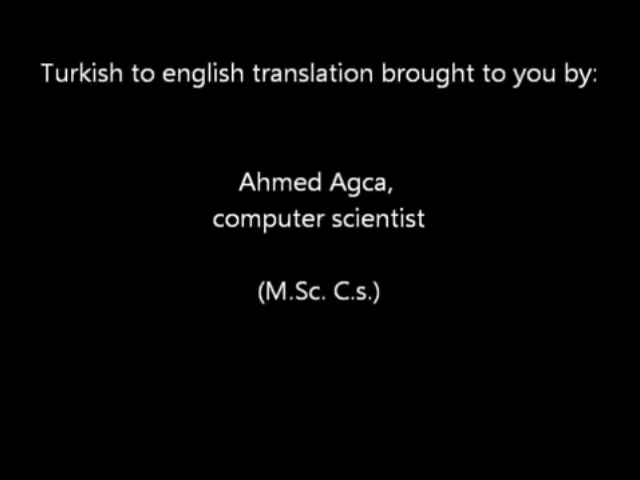 Turkish to english translation brought to you by:
Ahmed Agca,
computer scientist
(M.Sc. C.s.)